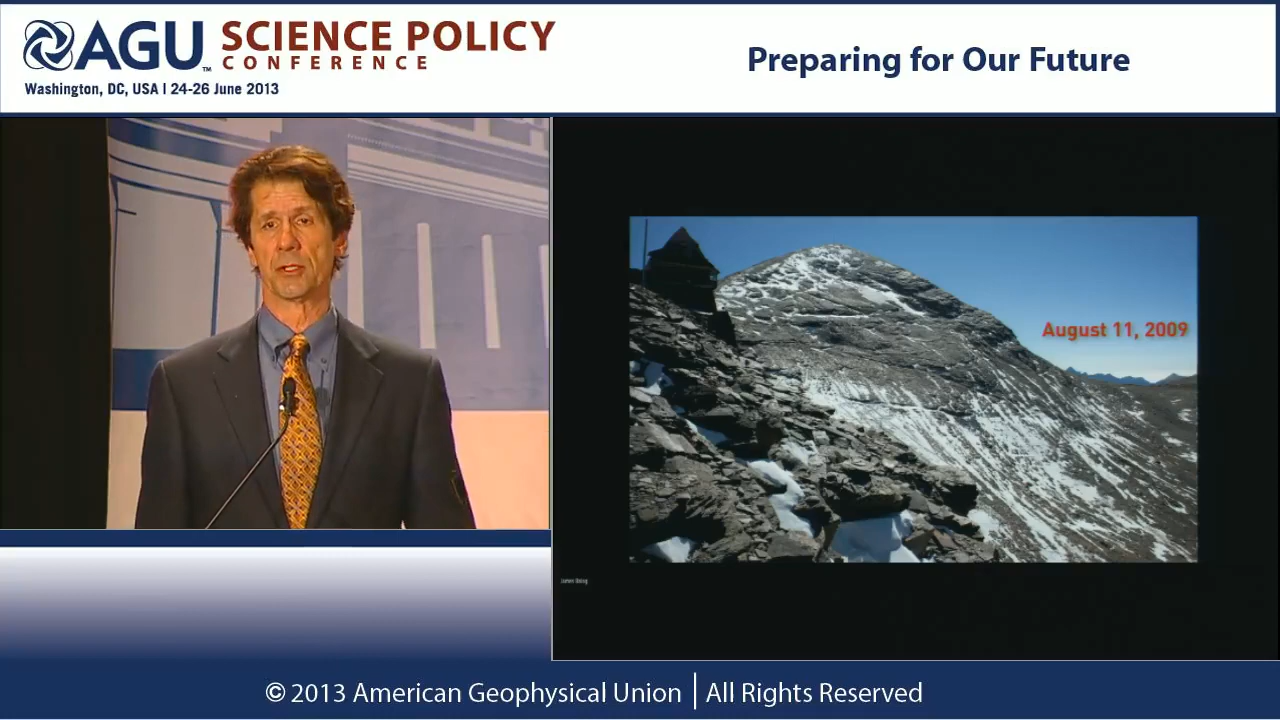 AGU SCIENCE POLICY
TM
CONFERENCE
Washington, DC, USA | 24-26 June 2013
Preparing for Our Future
August 11, 2009
© 2013 American Geophysical Union | All Rights Reserved